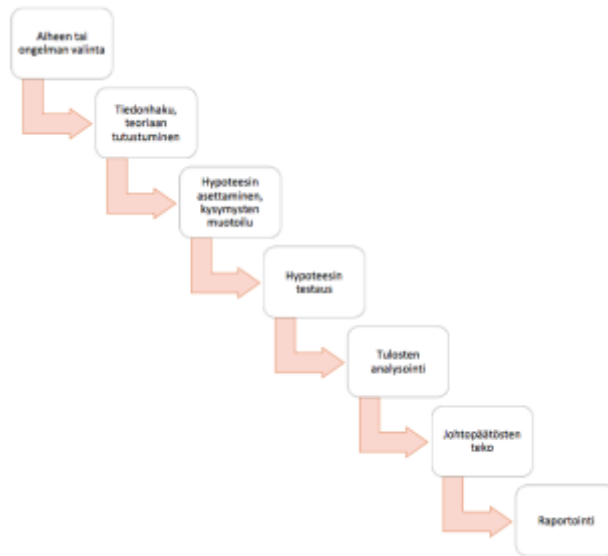 Aiheen tai
ongelman valinta
Tiedonhaku,
teoriaan
tutustuminen
Hypoteesin
asettaminen,
kysymysten
muotoilu
Hypoteesin
testaus
Tulosten
analysointi
Johtopäätösten
teko
Raportointi